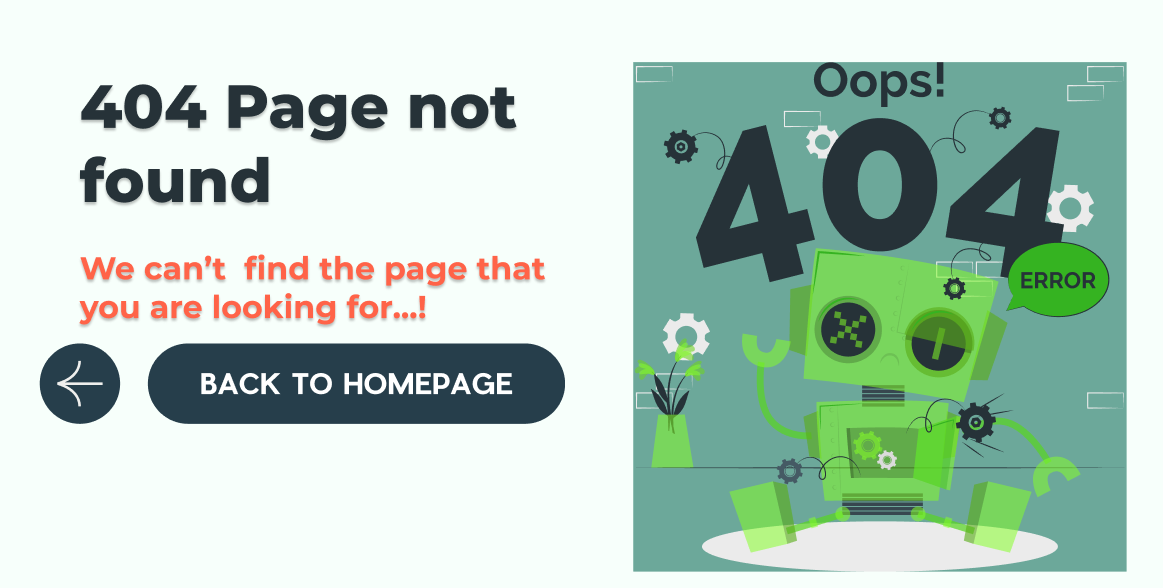 404 Page not
found
We can’t  find the page that
you are looking for...!
BACK TO HOMEPAGE
Oops!
404
ERROR